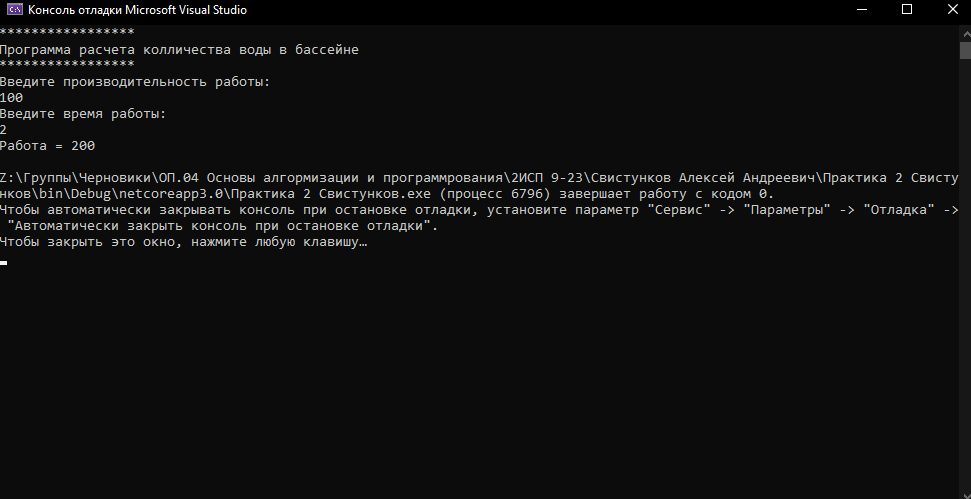 Консоль отладки Microsoft Visual Studio
*****************
Программа расчета колличества воды в бассейне
*****************
Введите производительность работы:
100
Введите время работы:
2
Работа = 200
Z:\Группы\Черновики\ОП.04 Основы алгормизации и программрования\2ИСП 9-23\Свистунков Алексей Андреевич\Практика 2 Свисту
нков\bin\Debug\netcoreapp3.0\Практика 2 Свистунков.exe (процесс 6796) завершает работу с кодом 0.
Чтобы автоматически закрывать консоль при остановке отладки, установите параметр "Сервис" -> "Параметры" -> "Отладка" ->
"Автоматически закрыть консоль при остановке отладки".
Чтобы закрыть это окно, нажмите любую клавишу…